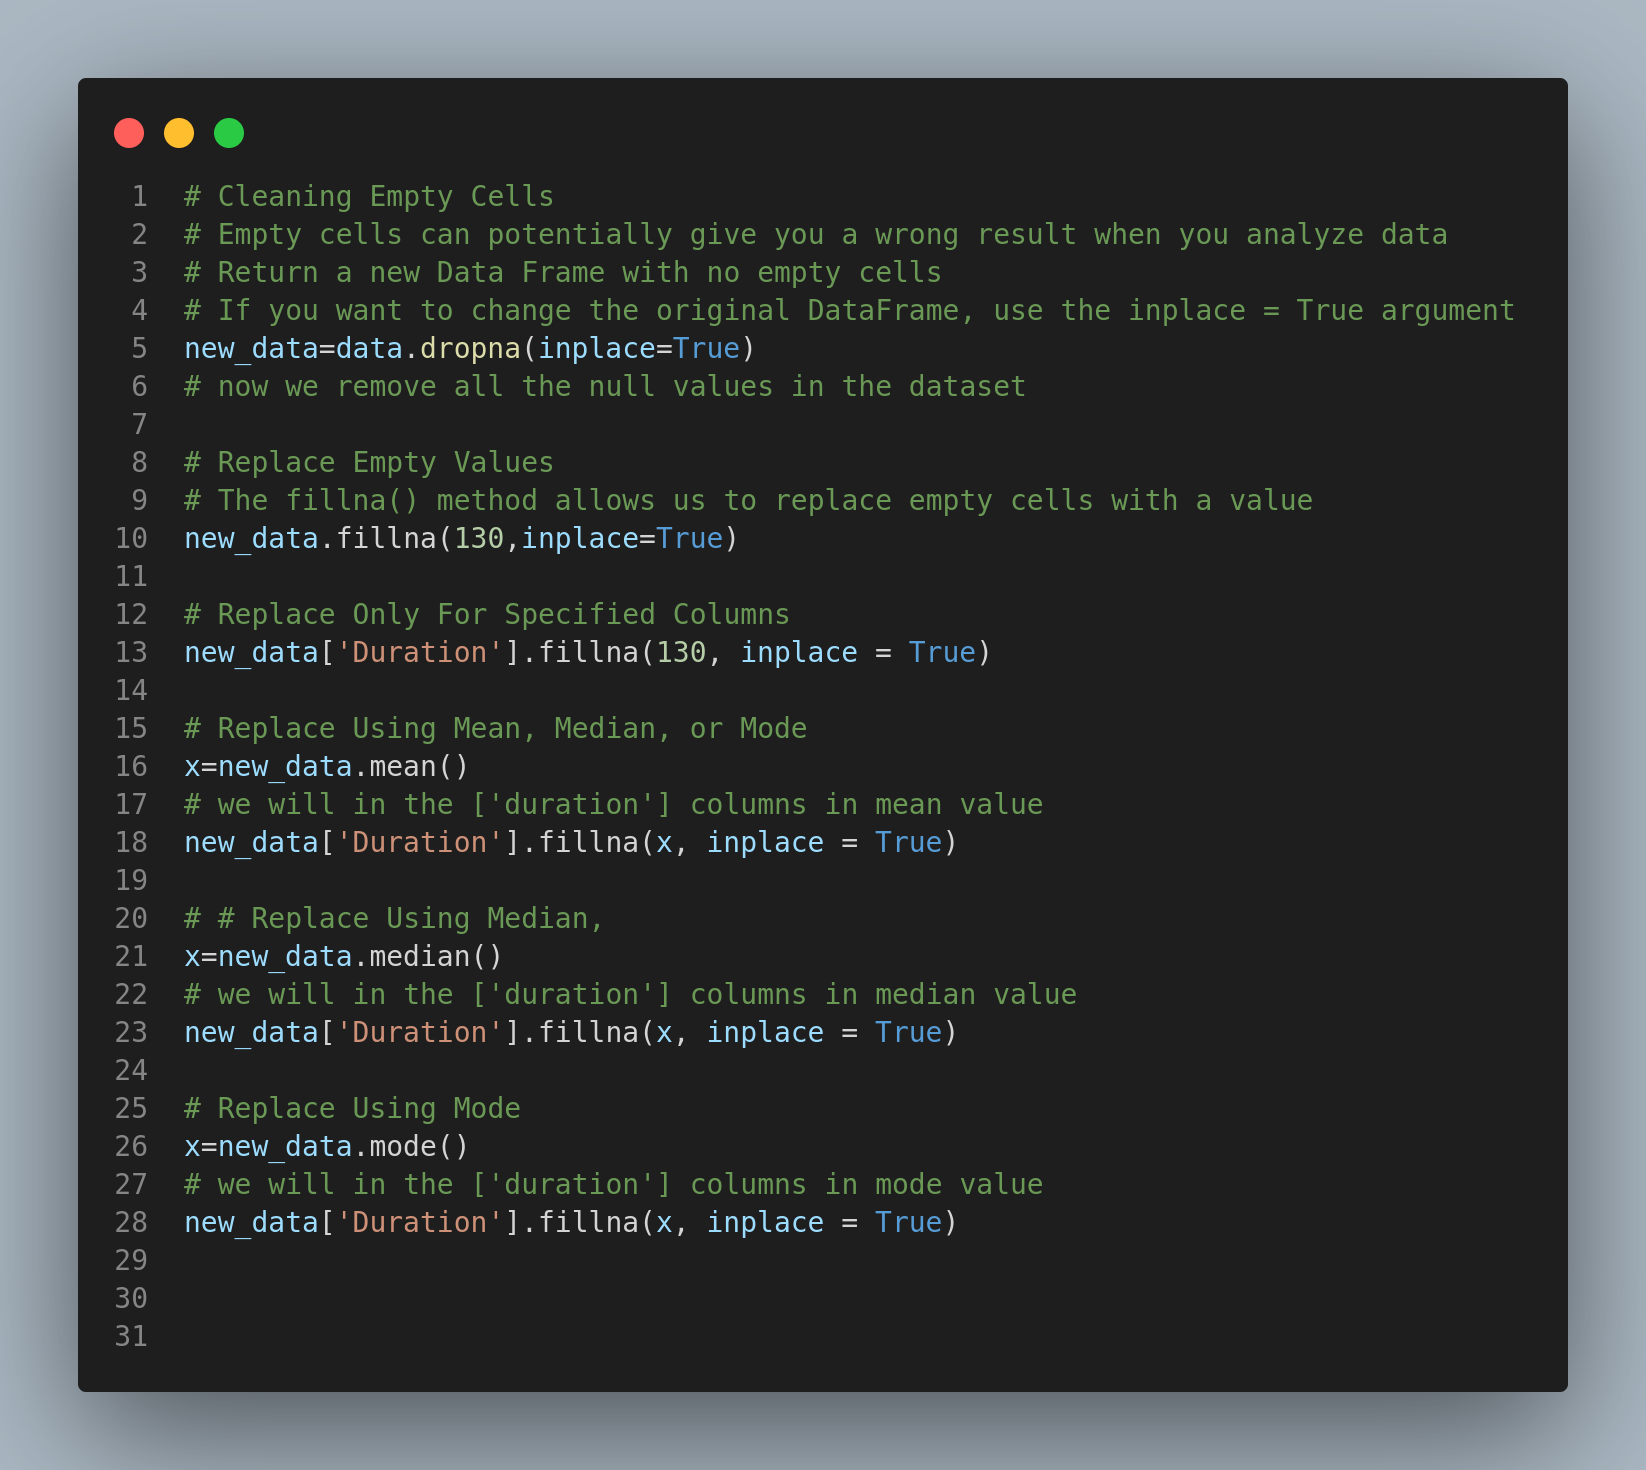 1 # Cleaning Empty Cells
2 # Empty cells can potentially give you a wrong result when you analyze data
3 # Return a new Data Frame with no empty cells
4 # If you want to change the original DataFrame, use the inplace = True argument
5 new_data=data.dropna(inplace=True)
6 # now we remove all the null values in the dataset
7
8 # Replace Empty Values
9 # The fillna() method allows us to replace empty cells with a value
10 new_data.fillna(130,inplace=True)
11
12 # Replace Only For Specified Columns
13 new_data['Duration'].fillna(130, inplace = True)
14
15 # Replace Using Mean, Median, or Mode
16 x=new_data.mean()
17 # we will in the ['duration'] columns in mean value
18 new_data['Duration'].fillna(x, inplace = True)
19
20 # # Replace Using Median,
21 x=new_data.median()
22 # we will in the ['duration'] columns in median value
23 new_data['Duration'].fillna(x, inplace = True)
24
25 # Replace Using Mode
26 x=new_data.mode()
27 # we will in the ['duration'] columns in mode value
28 new_data['Duration'].fillna(x, inplace = True)
29
30
31